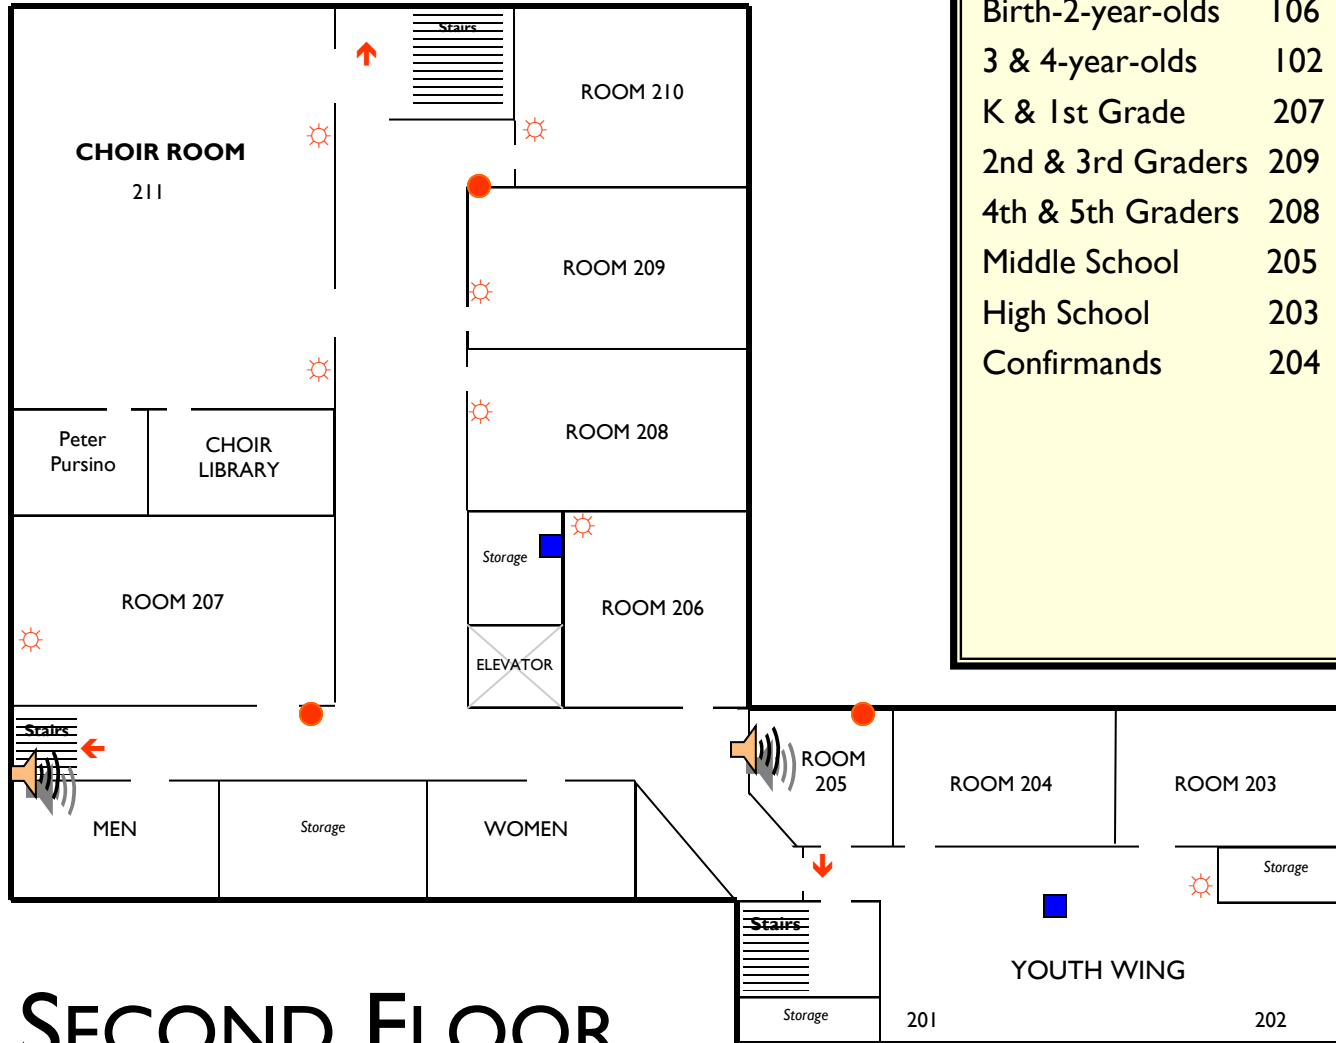 Birth-2-year-olds 106
3 & 4-year-olds 102
K & 1st Grade 207
2nd & 3rd Graders 209
4th & 5th Graders 208
Middle School 205
High School 203
Confirmands 204
Stairs
ROOM 210
CHOIR ROOM
211
ROOM 209
ROOM 208
Peter
Pursino
CHOIR
LIBRARY
Storage
ROOM 207
ROOM 206
ELEVATOR
Stairs
ROOM
205
ROOM 204
ROOM 203
MEN
Storage
WOMEN
Storage
Stairs
YOUTH WING
Storage
201
202
SECOND FLOOR